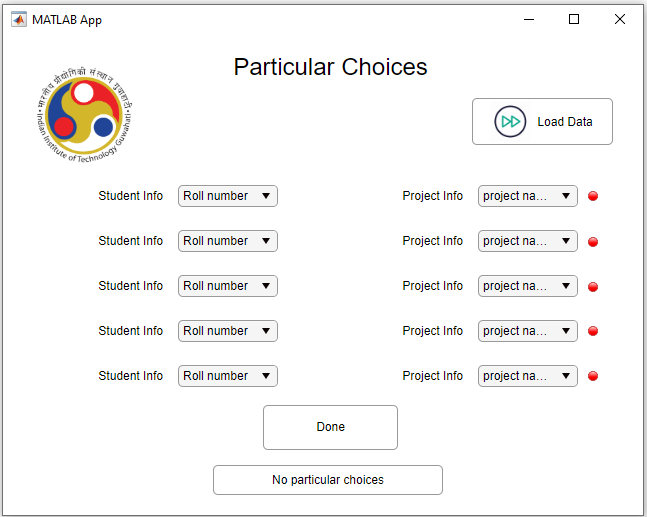 MATLAB App
Particular Choices
भारतीय प्रौद्योगिकी संस्थान गुवाहाटी
Indian Institute of Technology Guwahati
Load Data
Student Info Roll number Project Info project na...
Student Info Roll number Project Info project na...
Student Info Roll number Project Info project na...
Student Info Roll number Project Info project na...
Student Info Roll number Project Info project na...
Done
No particular choices